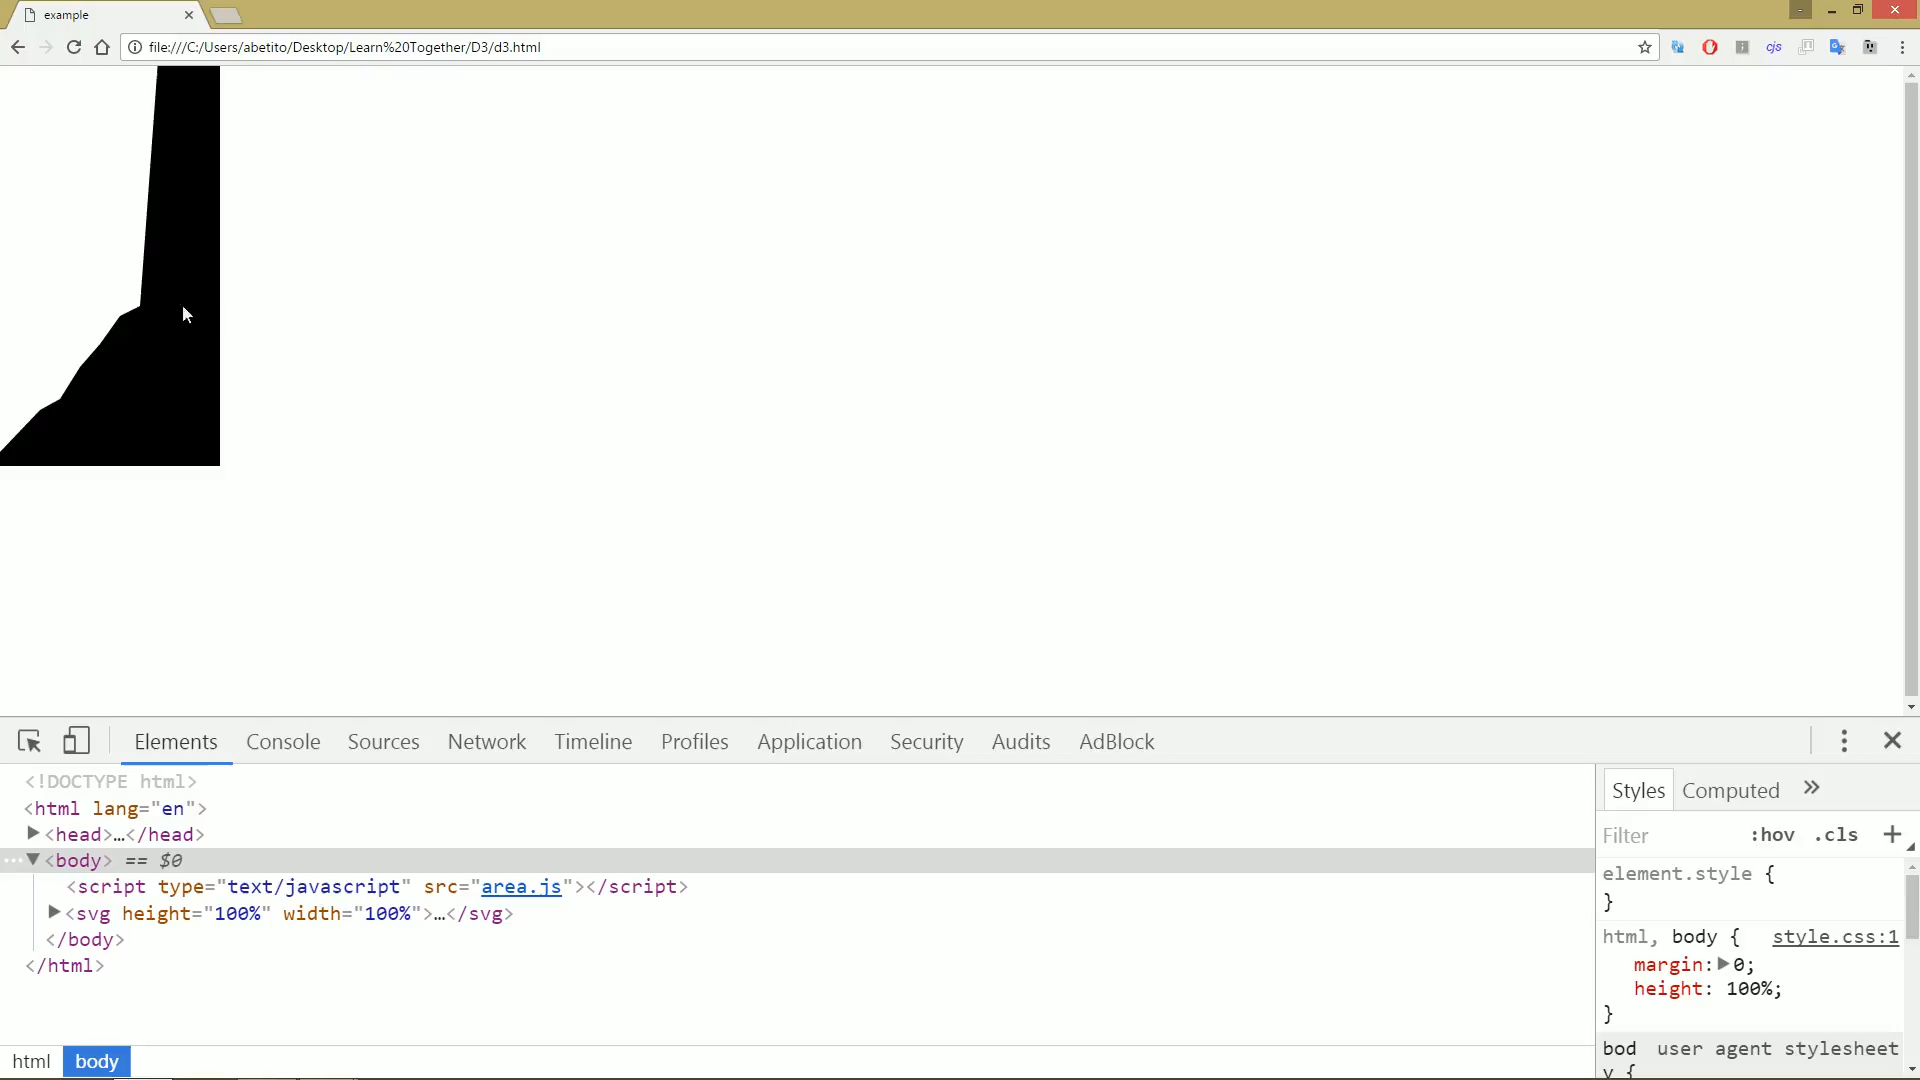 example
file:///C:/Users/abetito/Desktop/Learn%20Together/D3/d3.html
cjs
Elements Console Sources Network Timeline Profiles Application Security Audits AdBlock
<!DOCTYPE html>
<html lang="en">
<head>…</head>
<body> == $0
<script type="text/javascript" src="area.js"></script>
<svg height="100%" width="100%">…</svg>
</body>
</html>
html body
Styles Computed »
Filter :hov .cls +
element.style {
}
html, body { style.css:1
margin: 0;
height: 100%;
}
bod user agent stylesheet
y {